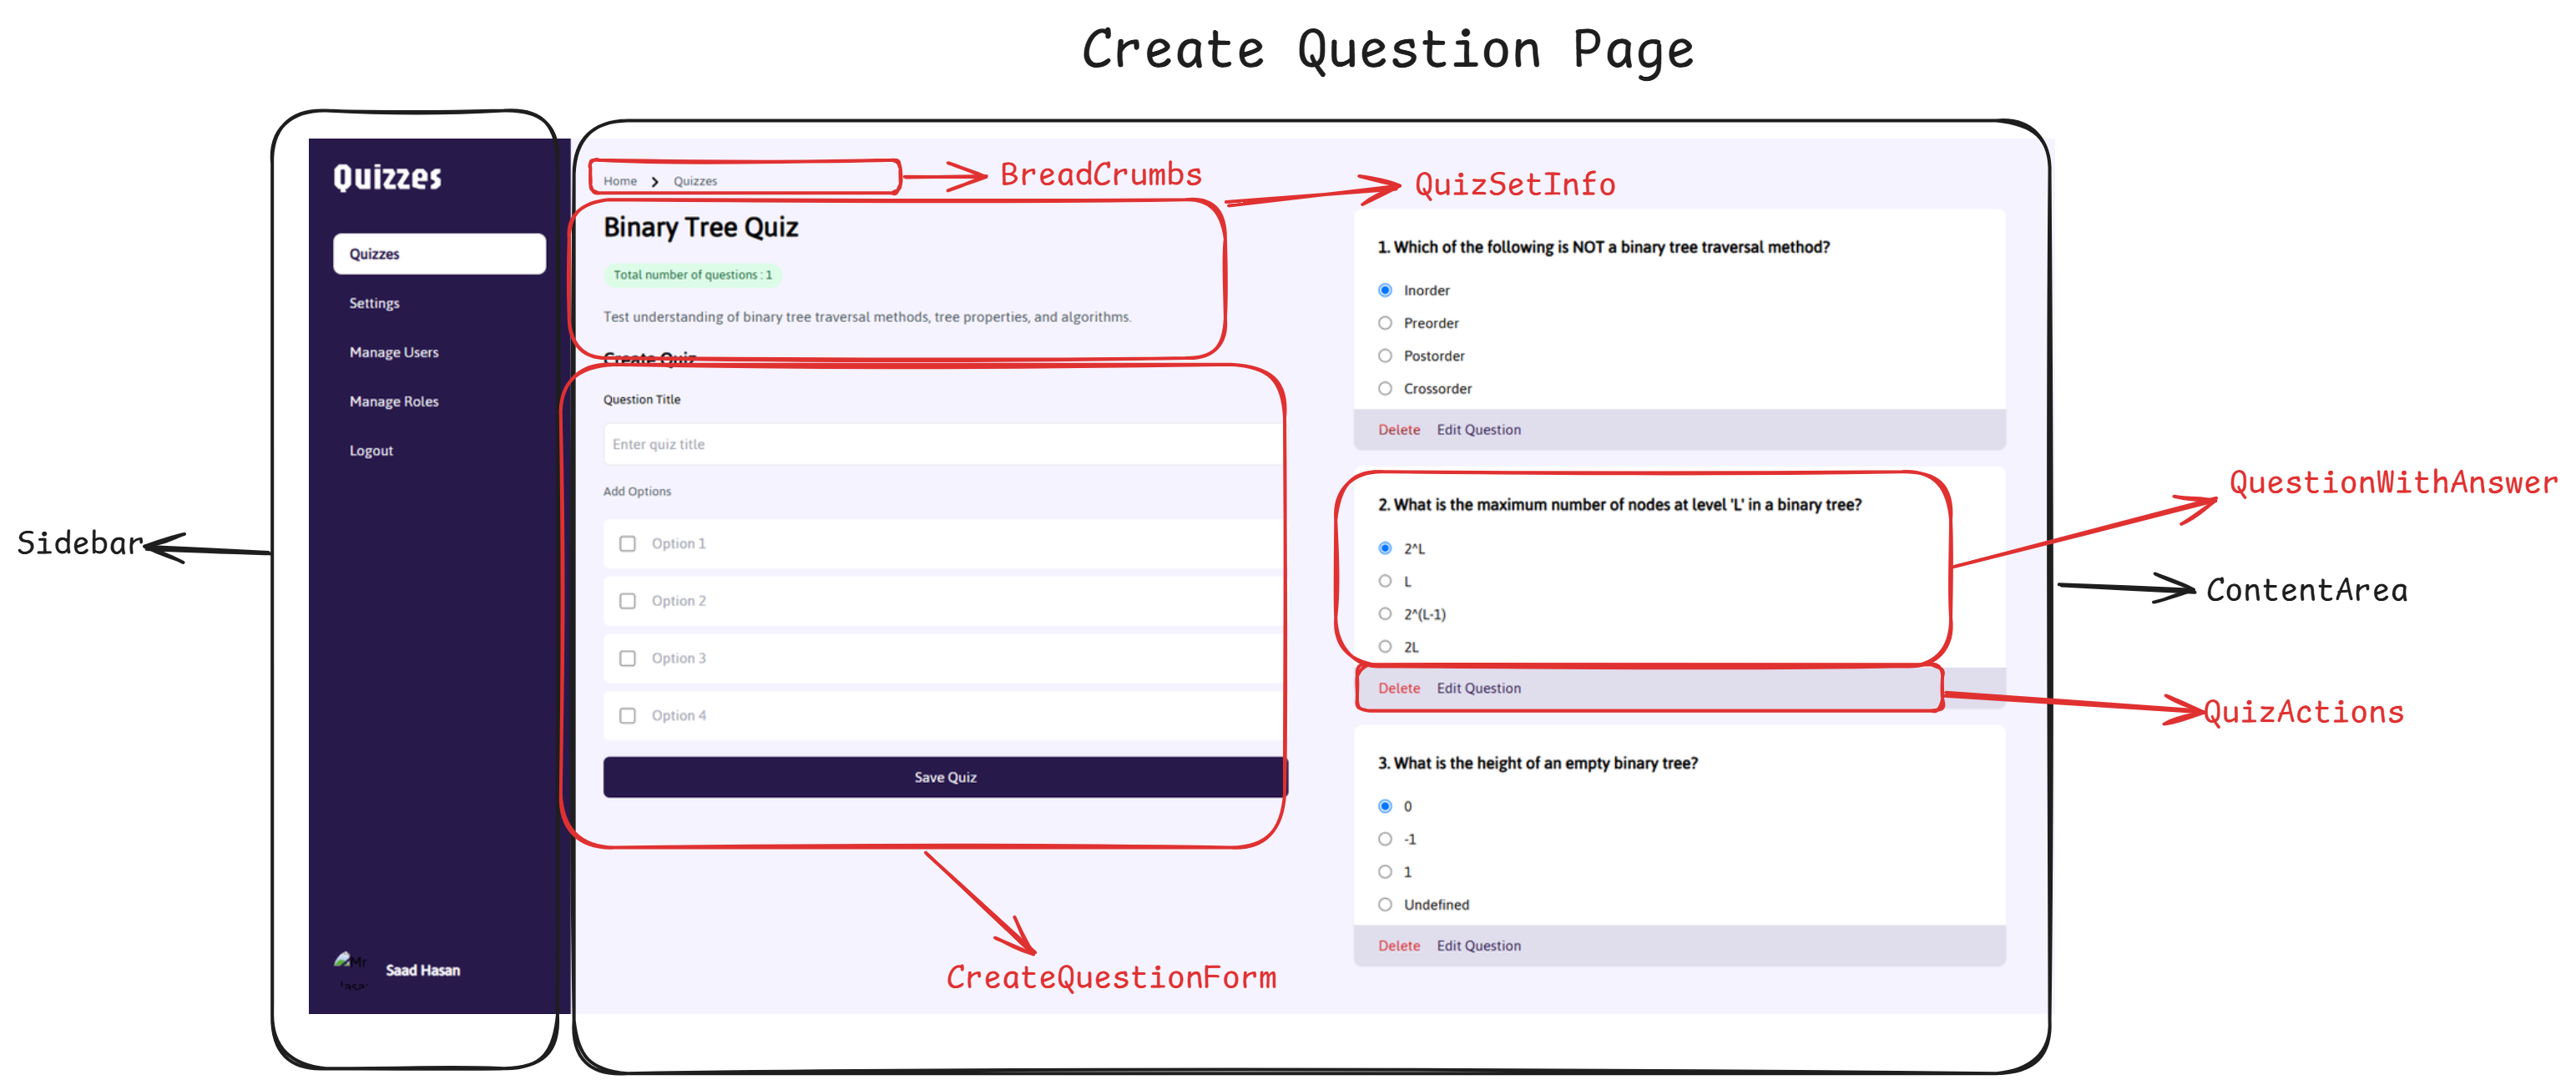 Create Question Page
Sidebar
Quizzes
Quizzes
Settings
Manage Users
Manage Roles
Logout
Mr
Saad Hasan
Home > Quizzes
BreadCrumbs
QuizSetInfo
Binary Tree Quiz
Total number of questions : 1
Test understanding of binary tree traversal methods, tree properties, and algorithms.
Create Quiz
Question Title
Enter quiz title
Add Options
Option 1
Option 2
Option 3
Option 4
Save Quiz
CreateQuestionForm
1. Which of the following is NOT a binary tree traversal method?
Inorder
Preorder
Postorder
Crossorder
Delete Edit Question
2. What is the maximum number of nodes at level 'L' in a binary tree?
2^L
L
2^(L-1)
2L
Delete Edit Question
3. What is the height of an empty binary tree?
0
-1
1
Undefined
Delete Edit Question
QuestionWithAnswer
ContentArea
QuizActions